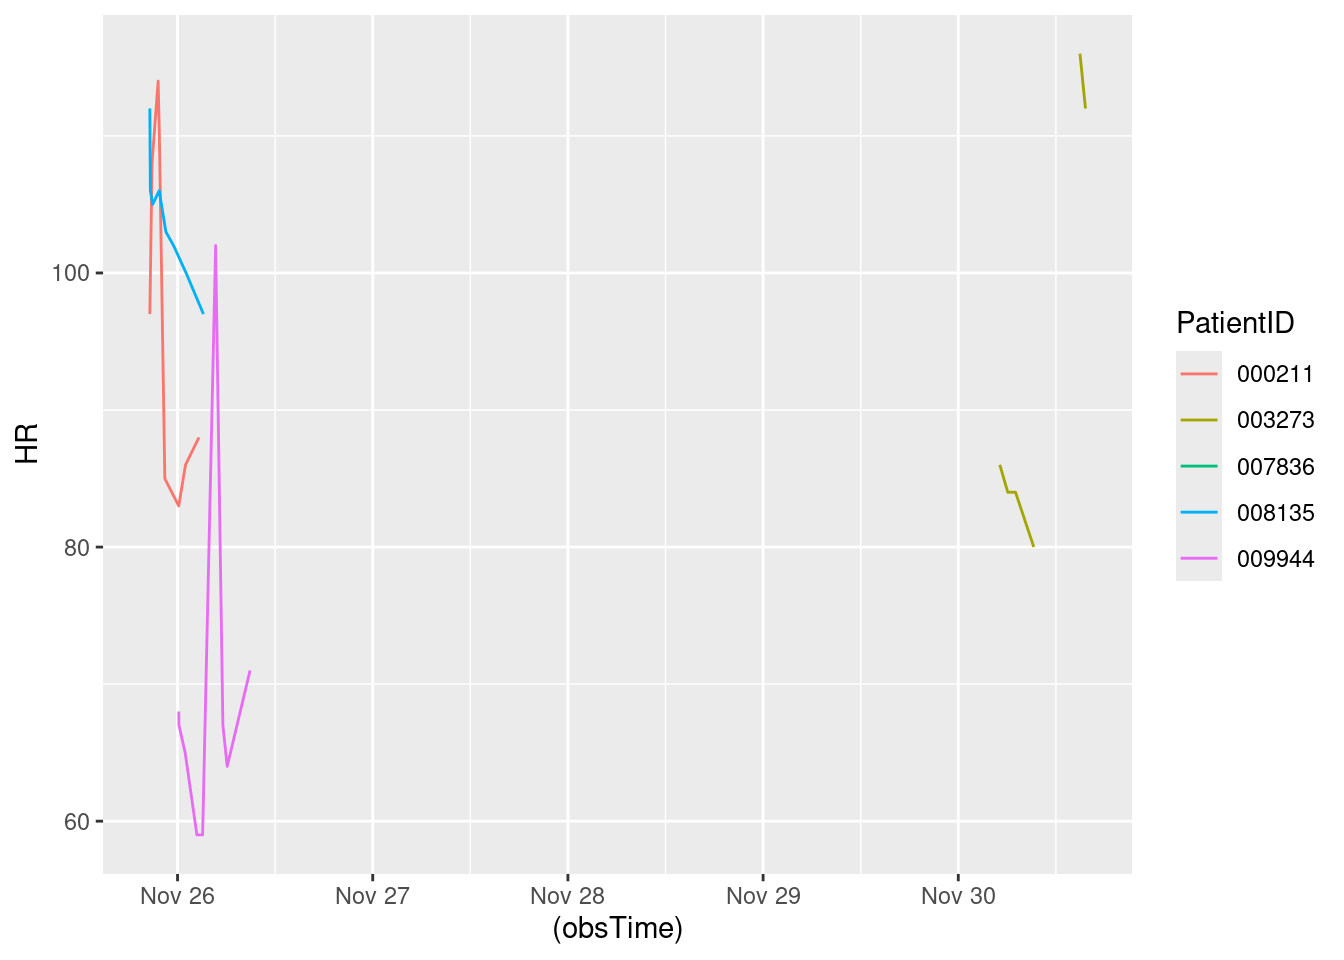 100
80
60
HR
Nov 26
Nov 27
Nov 28
Nov 29
Nov 30
(obsTime)
PatientID
000211
003273
007836
008135
009944